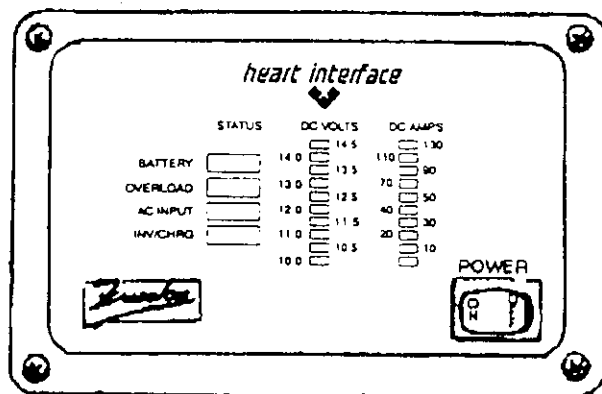 heart interface
STATUS DC VOLTS DC AMPS
14.5 130
BATTERY 14.0 110
13.5 90
OVERLOAD 13.0 70
12.5 50
AC INPUT 12.0 40
11.5 30
INV/CHRG 11.0 20
10.5 10
10.0
POWER
ON